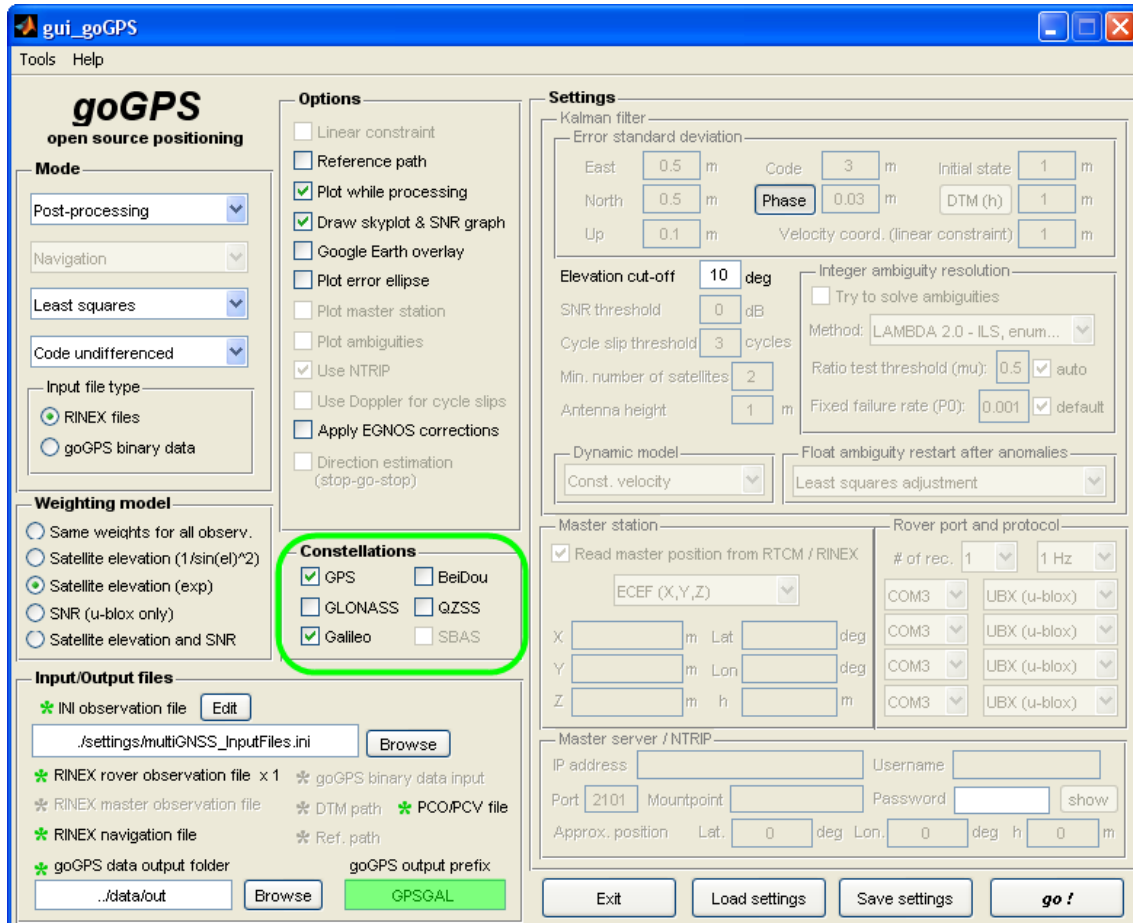 gui_goGPS
Tools Help
goGPS
open source positioning
Mode
Post-processing
Navigation
Least squares
Code undifferenced
Input file type
RINEX files
goGPS binary data
Weighting model
Same weights for all observ.
Satellite elevation (1/sin(el)^2)
Satellite elevation (exp)
SNR (u-blox only)
Satellite elevation and SNR
Options
Linear constraint
Reference path
Plot while processing
Draw skyplot & SNR graph
Google Earth overlay
Plot error ellipse
Plot master station
Plot ambiguities
Use NTRIP
Use Doppler for cycle slips
Apply EGNOS corrections
Direction estimation
(stop-go-stop)
Constellations
GPS BeiDou
GLONASS QZSS
Galileo SBAS
Input/Output files
* INI observation file Edit
./settings/multiGNSS_InputFiles.ini Browse
* RINEX rover observation file x 1 * goGPS binary data input
* RINEX master observation file * DTM path * PCO/PCV file
* RINEX navigation file * Ref. path
* goGPS data output folder goGPS output prefix
../data/out Browse GPSGAL
Settings
Kalman filter
Error standard deviation
East 0.5 m Code 3 m Initial state 1 m
North 0.5 m Phase 0.03 m DTM (h) 1 m
Up 0.1 m Velocity coord. (linear constraint) 1 m
Elevation cut-off 10 deg
SNR threshold 0 dB
Cycle slip threshold 3 cycles
Min. number of satellites 2
Antenna height 1 m
Integer ambiguity resolution
Try to solve ambiguities
Method: LAMBDA 2.0 - ILS, enum...
Ratio test threshold (mu): 0.5 auto
Fixed failure rate (P0): 0.001 default
Dynamic model
Const. velocity
Float ambiguity restart after anomalies
Least squares adjustment
Master station
Read master position from RTCM / RINEX
ECEF (X,Y,Z)
X m Lat deg
Y m Lon deg
Z m h m
Rover port and protocol
# of rec. 1 1 Hz
COM3 UBX (u-blox)
COM3 UBX (u-blox)
COM3 UBX (u-blox)
COM3 UBX (u-blox)
Master server / NTRIP
IP address Username
Port 2101 Mountpoint Password show
Approx. position Lat. 0 deg Lon. 0 deg h 0 m
Exit Load settings Save settings go !